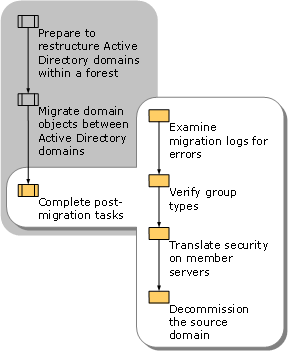 Prepare to
restructure Active
Directory domains
within a forest
Migrate domain
objects between
Active Directory
domains
Complete post-
migration tasks
Examine
migration logs for
errors
Verify group
types
Translate security
on member
servers
Decommission
the source
domain